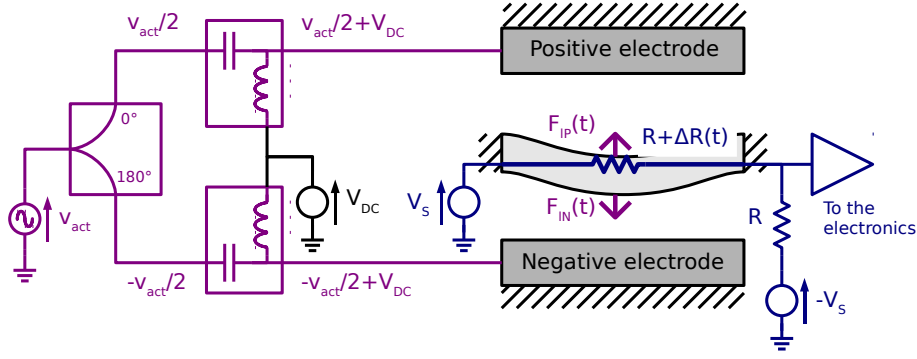 v_act/2
v_act/2+V_DC
Positive electrode
0°
180°
F_IP(t)
R+ΔR(t)
v_act
V_DC
V_S
F_IN(t)
R
To the
electronics
-v_act/2
-v_act/2+V_DC
Negative electrode
-V_S